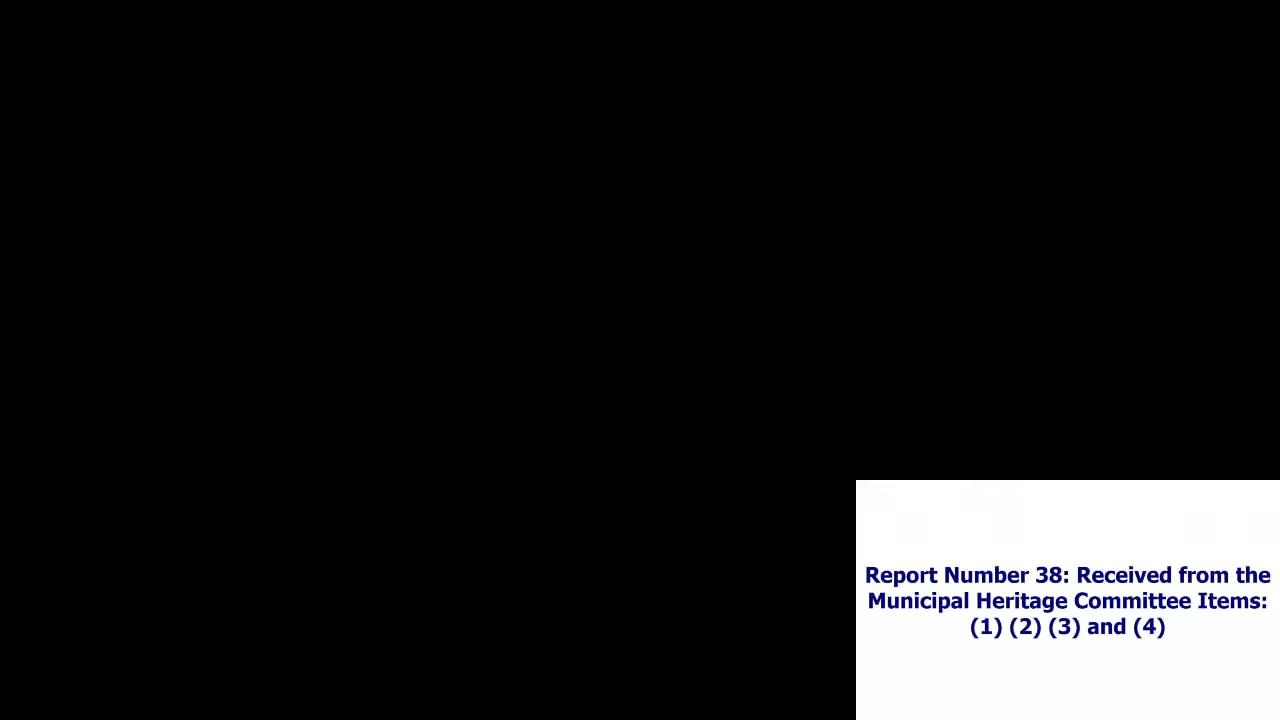 Report Number 38: Received from the
Municipal Heritage Committee Items:
(1) (2) (3) and (4)